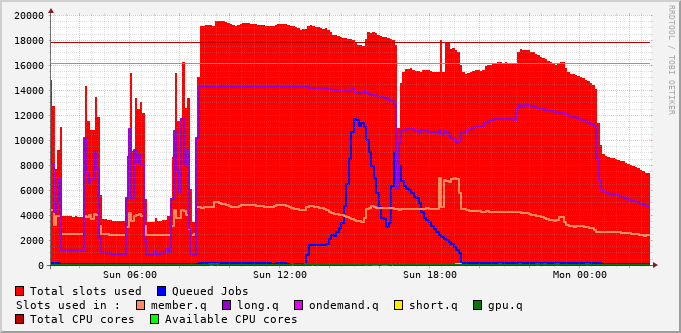 RRDTOOL / TOBI OETIKER
20000
18000
16000
14000
12000
10000
8000
6000
4000
2000
0
Sun 06:00 Sun 12:00 Sun 18:00 Mon 00:00
Total slots used Queued Jobs
Slots used in : member.q long.q ondemand.q short.q gpu.q
Total CPU cores Available CPU cores